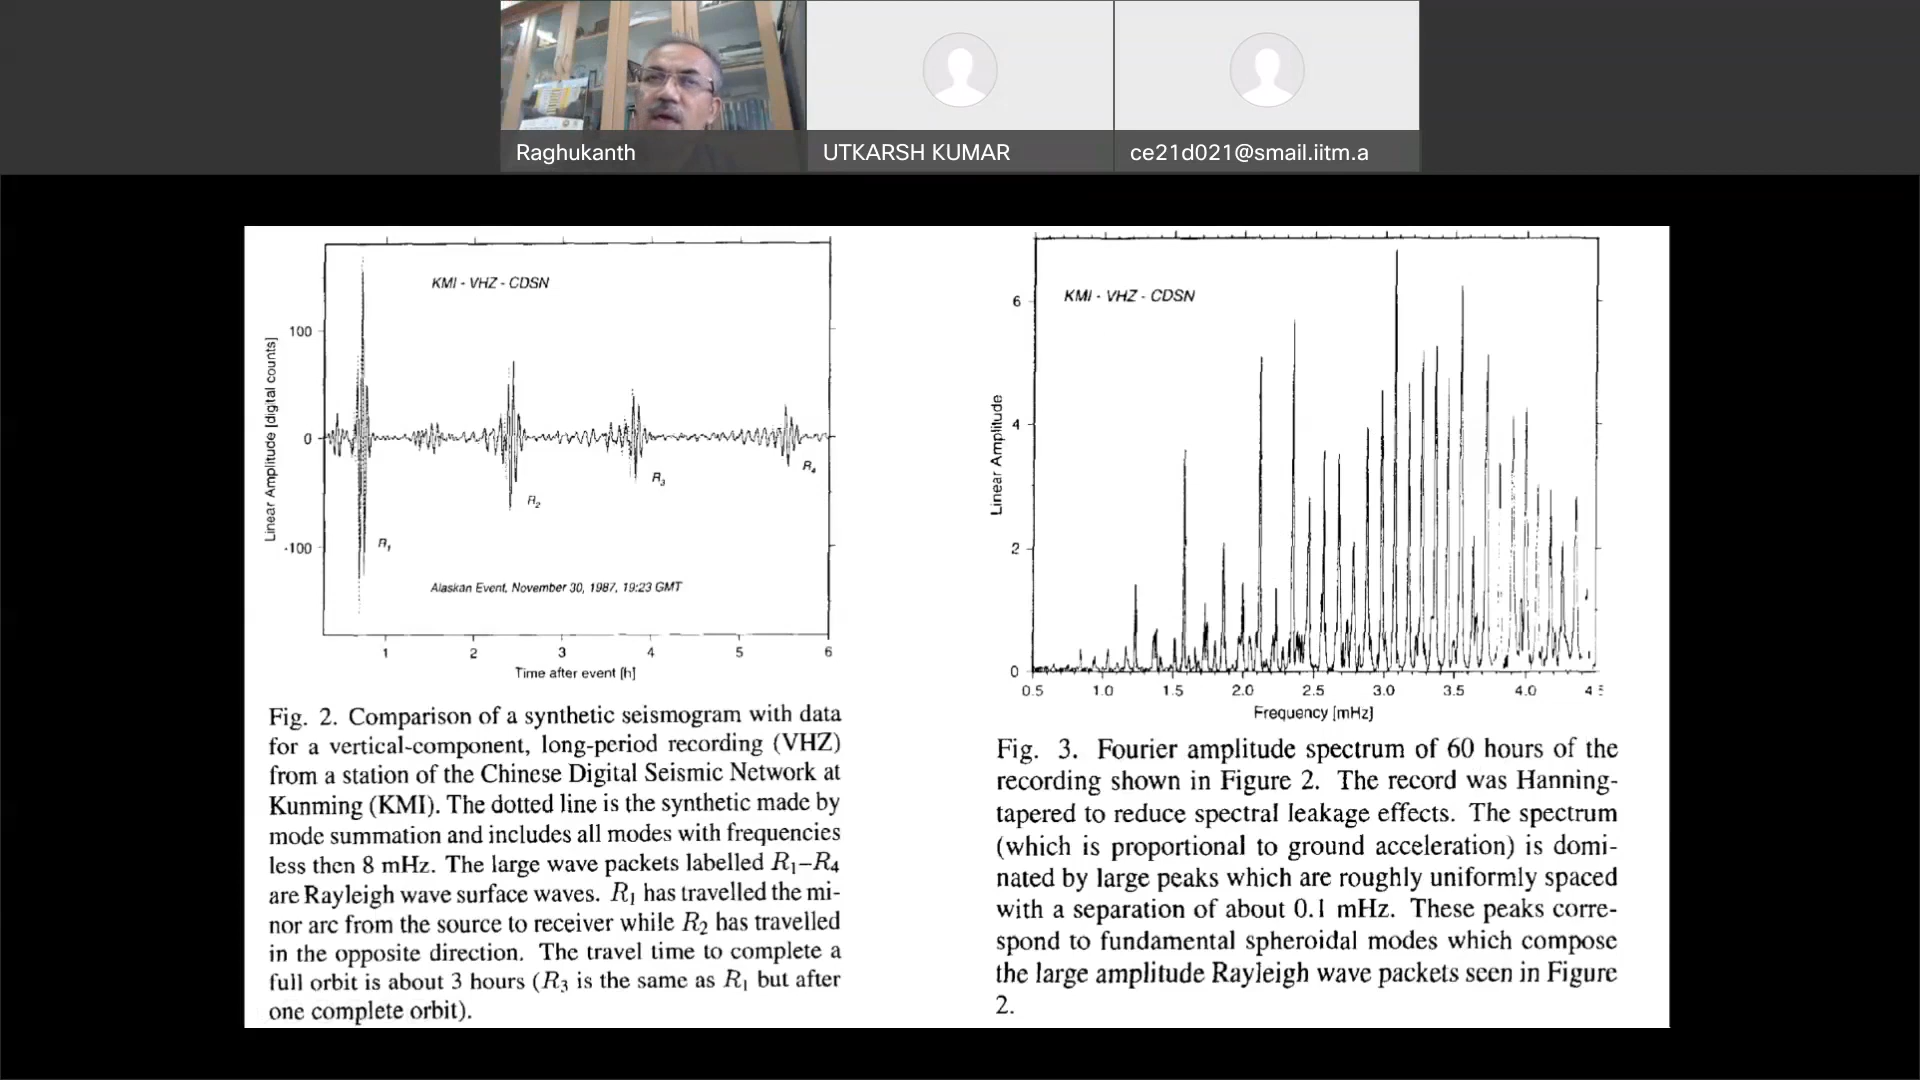 Raghukanth
UTKARSH KUMAR
ce21d021@smail.iitm.a
KMI - VHZ - CDSN
Linear Amplitude [digital counts]
100
0
-100
R1
R2
R3
R4
Alaskan Event, November 30, 1987, 19:23 GMT
1 2 3 4 5 6
Time after event [h]
Fig. 2. Comparison of a synthetic seismogram with data
for a vertical-component, long-period recording (VHZ)
from a station of the Chinese Digital Seismic Network at
Kunming (KMI). The dotted line is the synthetic made by
mode summation and includes all modes with frequencies
less then 8 mHz. The large wave packets labelled R1–R4
are Rayleigh wave surface waves. R1 has travelled the mi-
nor arc from the source to receiver while R2 has travelled
in the opposite direction. The travel time to complete a
full orbit is about 3 hours (R3 is the same as R1 but after
one complete orbit).
KMI - VHZ - CDSN
Linear Amplitude
6
4
2
0
0.5 1.0 1.5 2.0 2.5 3.0 3.5 4.0
Frequency [mHz]
Fig. 3. Fourier amplitude spectrum of 60 hours of the
recording shown in Figure 2. The record was Hanning-
tapered to reduce spectral leakage effects. The spectrum
(which is proportional to ground acceleration) is domi-
nated by large peaks which are roughly uniformly spaced
with a separation of about 0.1 mHz. These peaks corre-
spond to fundamental spheroidal modes which compose
the large amplitude Rayleigh wave packets seen in Figure
2.